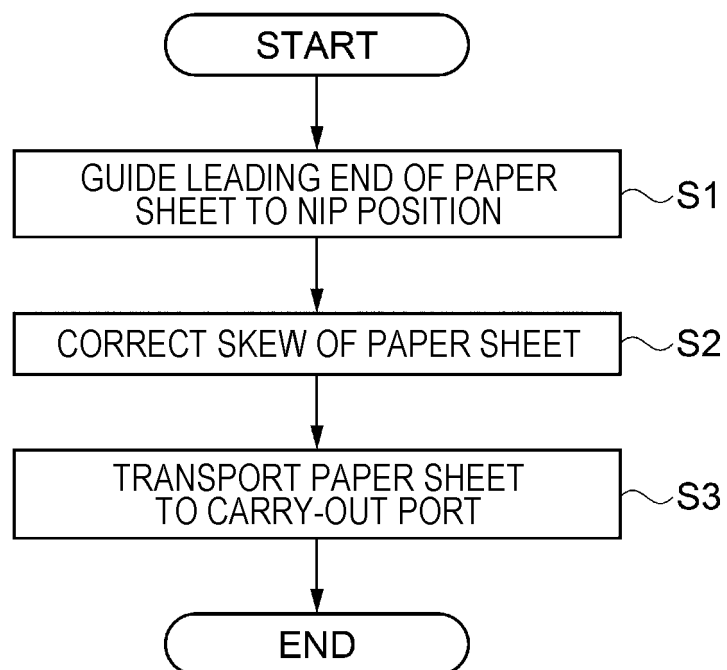 START
GUIDE LEADING END OF PAPER
SHEET TO NIP POSITION
S1
CORRECT SKEW OF PAPER SHEET
S2
TRANSPORT PAPER SHEET
TO CARRY-OUT PORT
S3
END